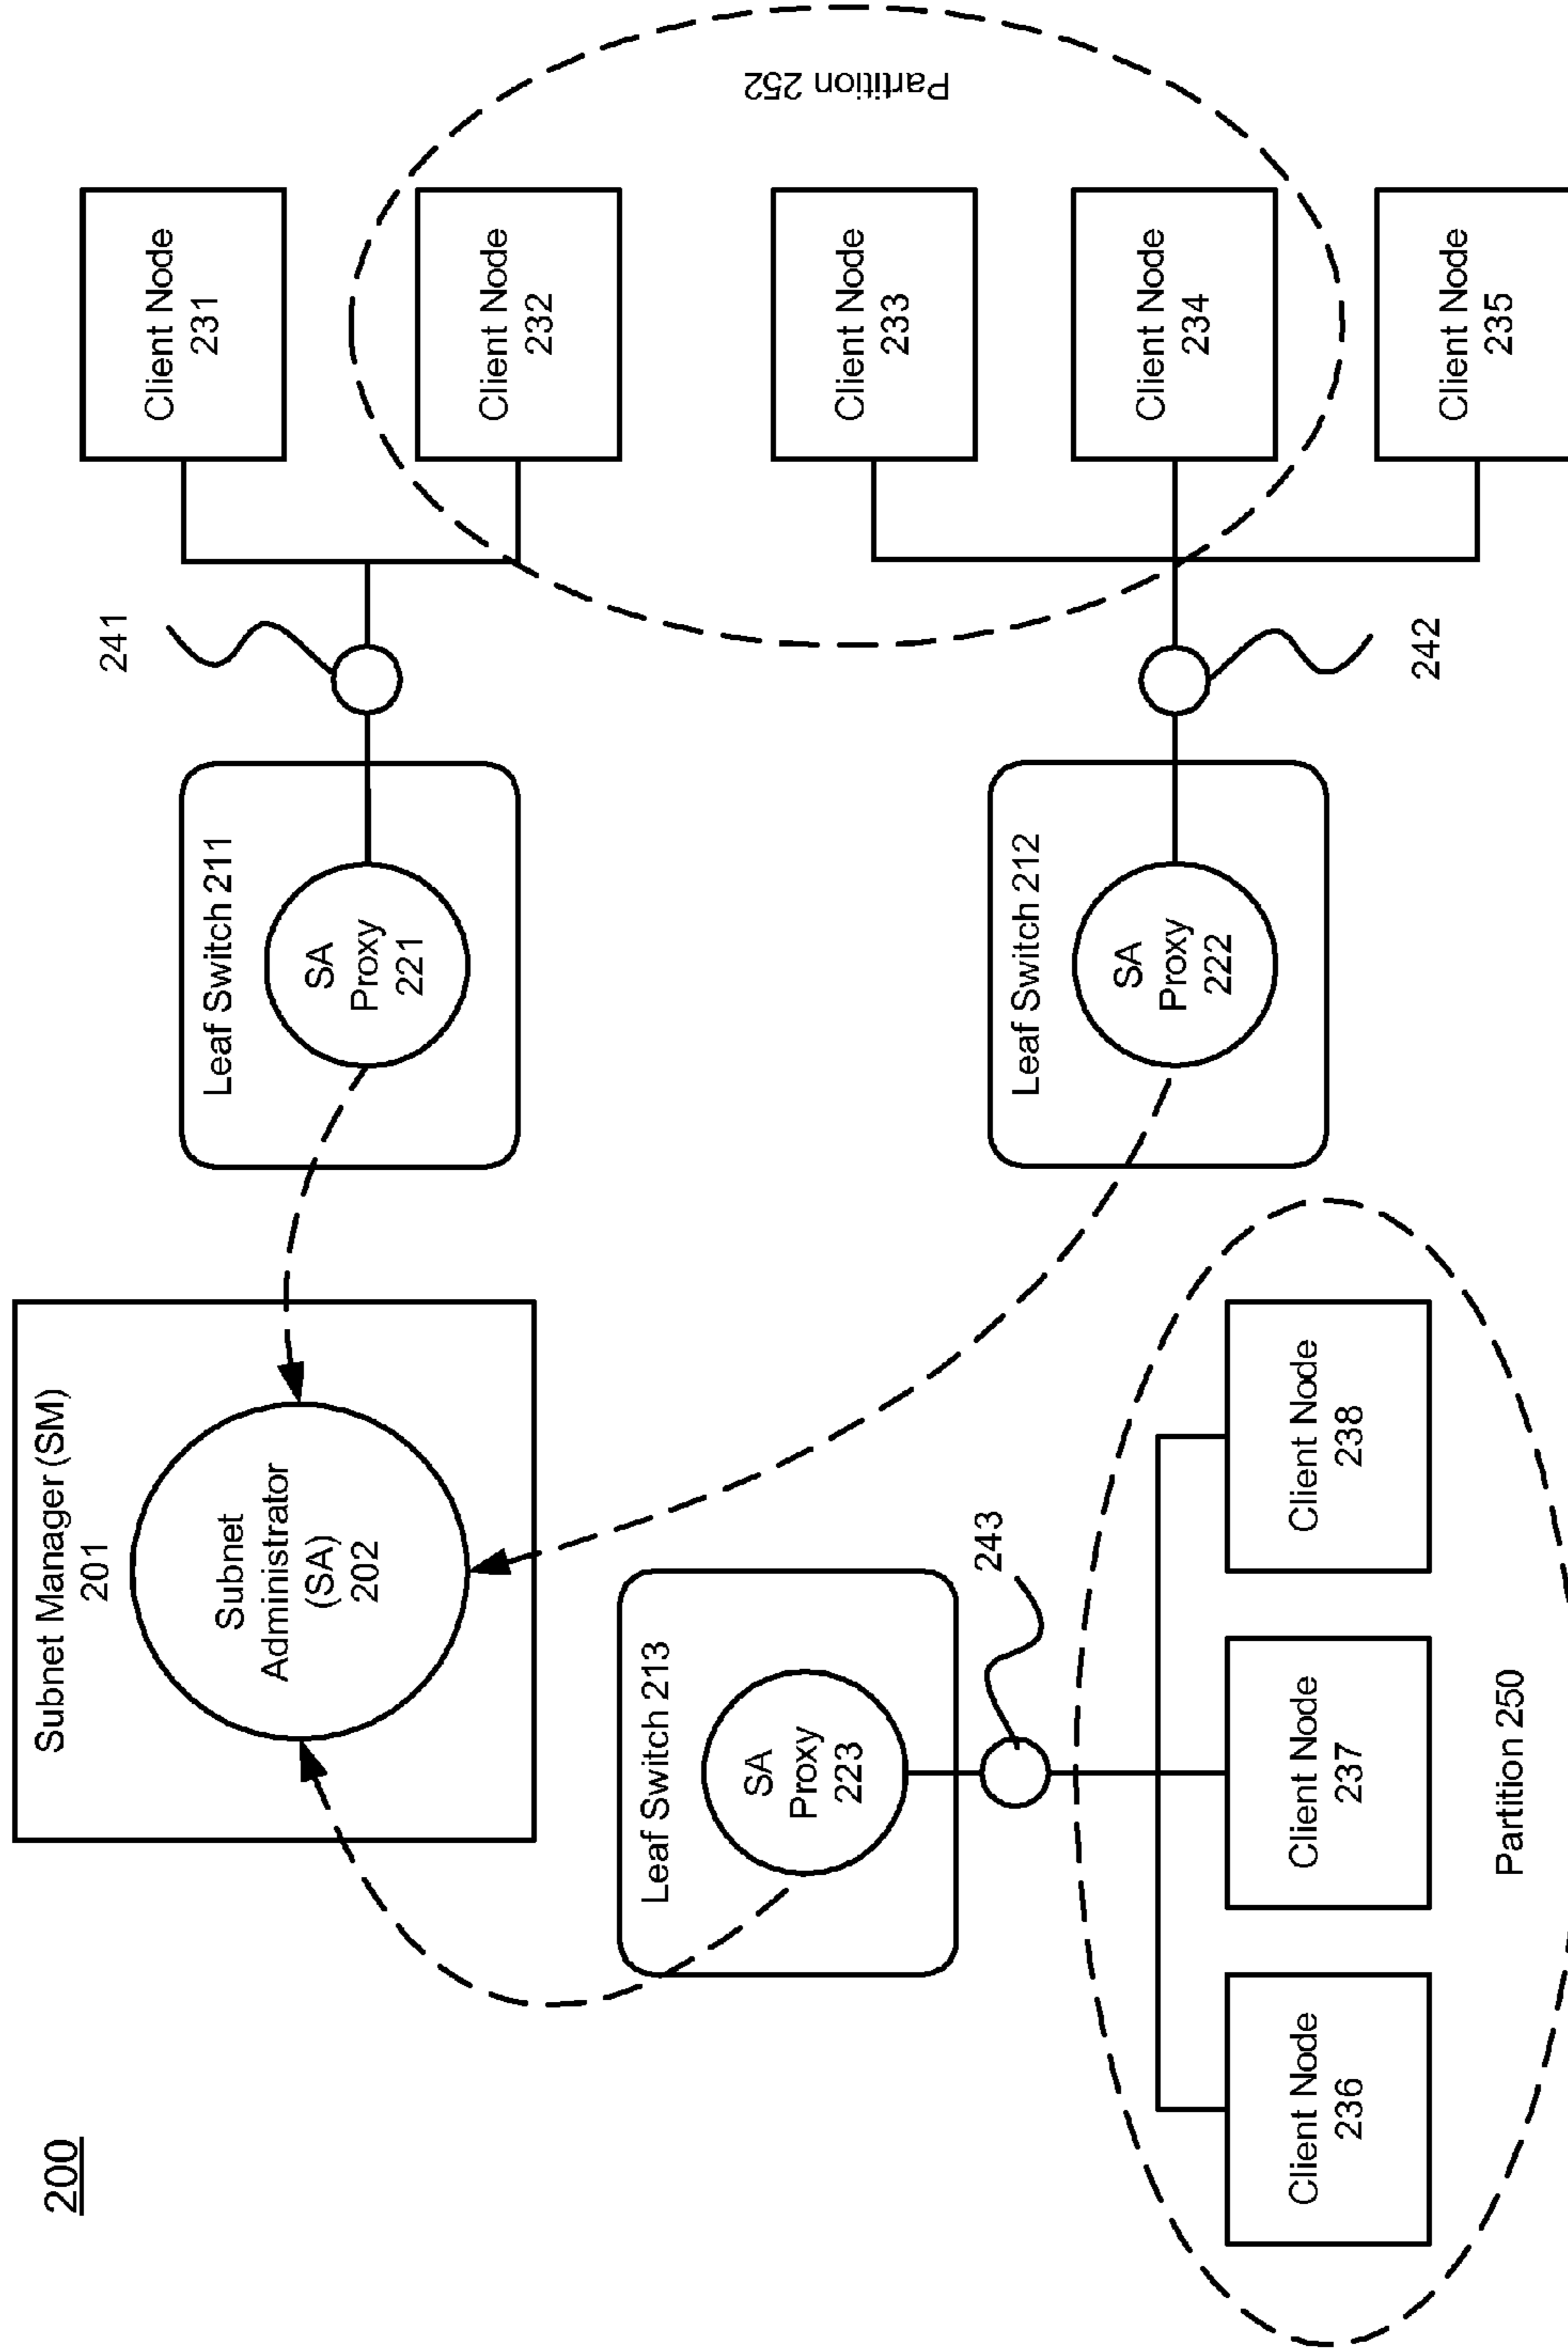 200
Subnet Manager (SM)
201
Subnet
Administrator
(SA)
202
Leaf Switch 211
SA
Proxy
221
241
Client Node
231
Client Node
232
Partition 252
Leaf Switch 213
SA
Proxy
223
243
Leaf Switch 212
SA
Proxy
222
242
Client Node
233
Client Node
234
Client Node
235
Client Node
236
Client Node
237
Client Node
238
Partition 250